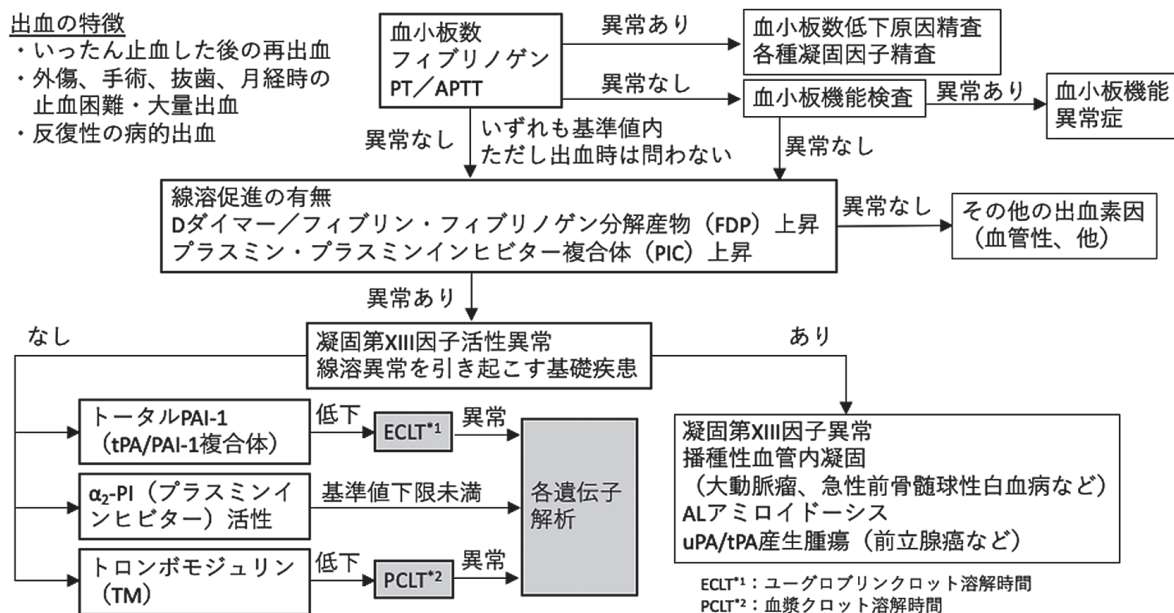 出血の特徴
・いったん止血した後の再出血
・外傷、手術、抜歯、月経時の
止血困難・大量出血
・反復性の病的出血
血小板数
フィブリノゲン
PT／APTT
異常あり
血小板数低下原因精査
各種凝固因子精査
異常なし
血小板機能検査
異常あり
血小板機能
異常症
異常なし
いずれも基準値内
ただし出血時は問わない
異常なし
線溶促進の有無
Dダイマー／フィブリン・フィブリノゲン分解産物（FDP）上昇
プラスミン・プラスミンインヒビター複合体（PIC）上昇
異常なし
その他の出血素因
（血管性、他）
異常あり
なし
凝固第XIII因子活性異常
線溶異常を引き起こす基礎疾患
あり
トータルPAI-1
（tPA/PAI-1複合体）
低下
ECLT*1
異常
α2-PI（プラスミンイ
ンヒビター）活性
基準値下限未満
各遺伝子
解析
トロンボモジュリン
（TM）
低下
PCLT*2
異常
凝固第XIII因子異常
播種性血管内凝固
（大動脈瘤、急性前骨髄球性白血病など）
ALアミロイドーシス
uPA/tPA産生腫瘍（前立腺癌など）
ECLT*1：ユーグロブリンクロット溶解時間
PCLT*2：血漿クロット溶解時間